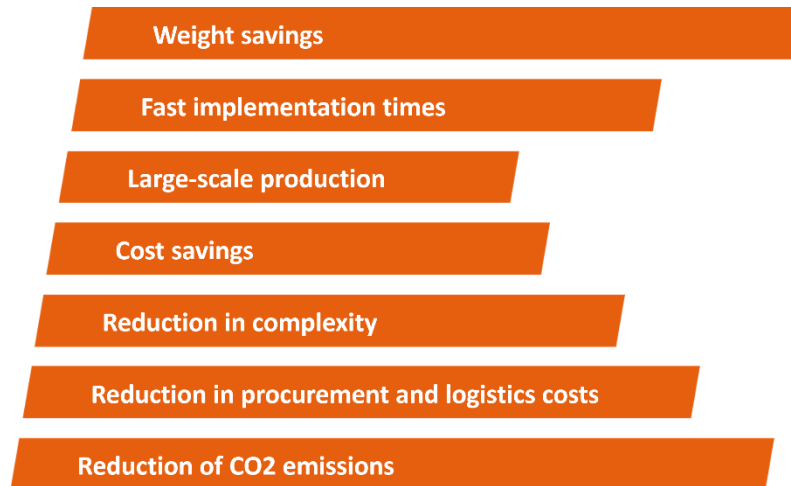 Weight savings
Fast implementation times
Large-scale production
Cost savings
Reduction in complexity
Reduction in procurement and logistics costs
Reduction of CO2 emissions